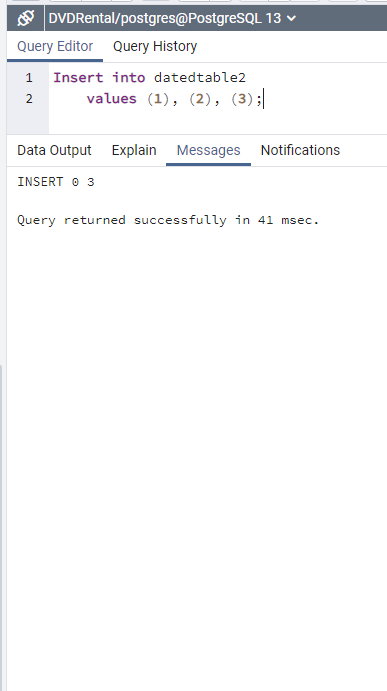 DVDRental/postgres@PostgreSQL 13
Query Editor Query History
1 Insert into datedtable2
2 values (1), (2), (3);
Data Output Explain Messages Notifications
INSERT 0 3
Query returned successfully in 41 msec.